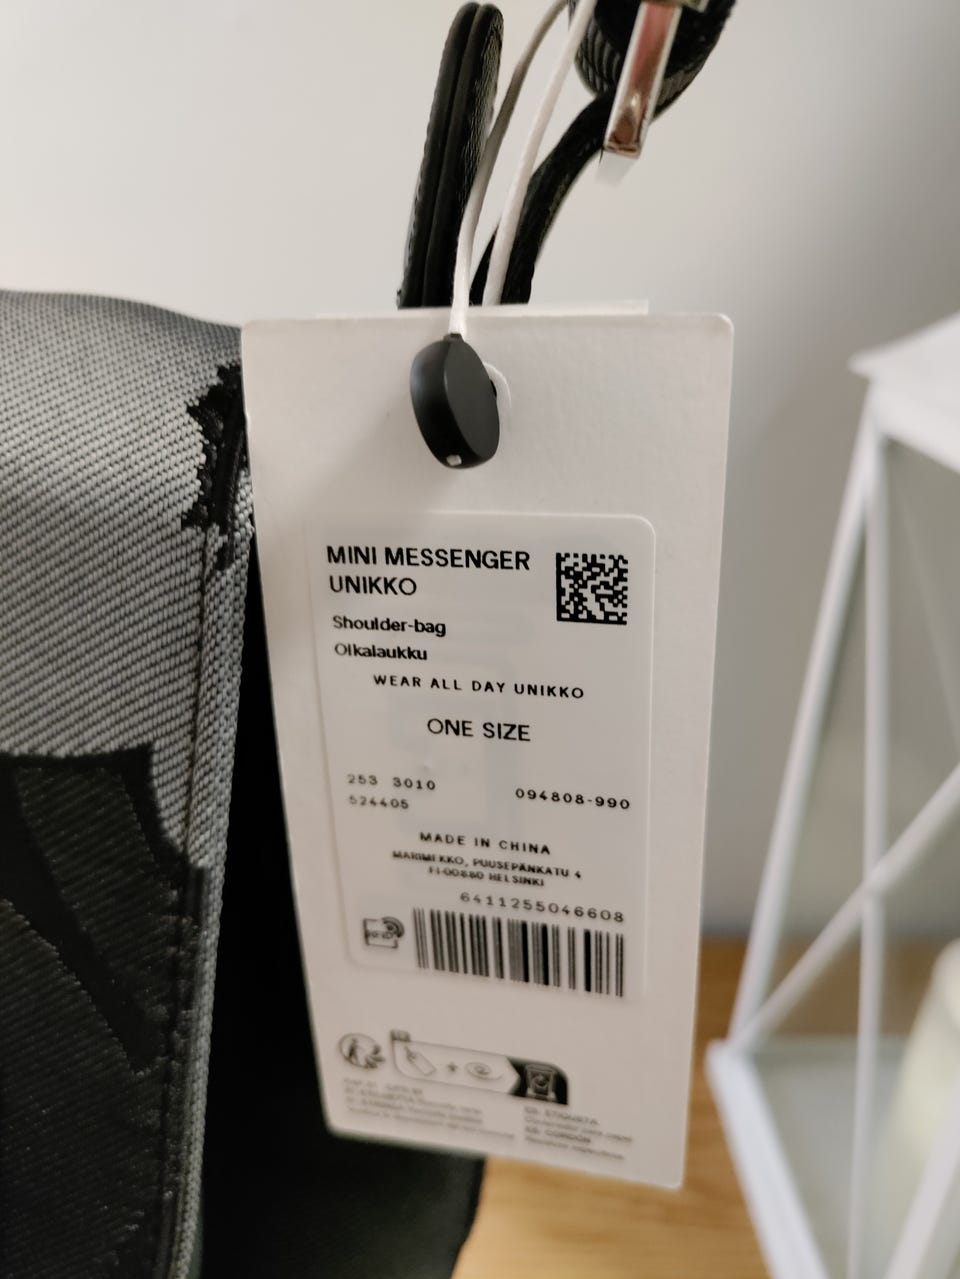 MINI MESSENGER
UNIKKO
Shoulder-bag
Olkalaukku
WEAR ALL DAY UNIKKO
ONE SIZE
253 3010
524405
094808-990
MADE IN CHINA
MARIMEKKO, PUUSEPÄNKATU 4
FI-00880 HELSINKI
6411255046608